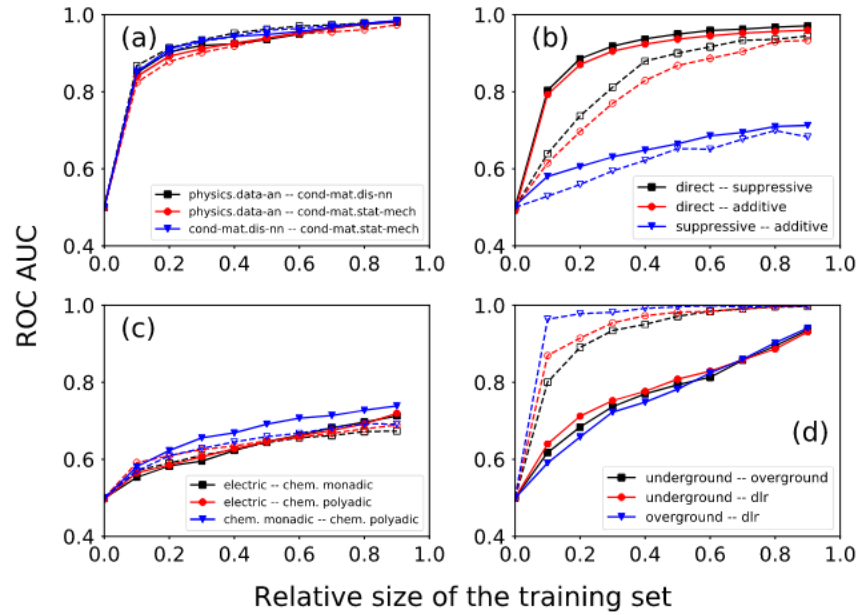 ROC AUC
1.0
0.8
0.6
0.4
(a)
physics.data-an -- cond-mat.dis-nn
physics.data-an -- cond-mat.stat-mech
cond-mat.dis-nn -- cond-mat.stat-mech
0.0 0.2 0.4 0.6 0.8 1.0
1.0
0.8
0.6
0.4
(b)
direct -- suppressive
direct -- additive
suppressive -- additive
0.0 0.2 0.4 0.6 0.8 1.0
1.0
0.8
0.6
0.4
(c)
electric -- chem. monadic
electric -- chem. polyadic
chem. monadic -- chem. polyadic
0.0 0.2 0.4 0.6 0.8 1.0
1.0
0.8
0.6
0.4
(d)
underground -- overground
underground -- dlr
overground -- dlr
0.0 0.2 0.4 0.6 0.8 1.0
Relative size of the training set